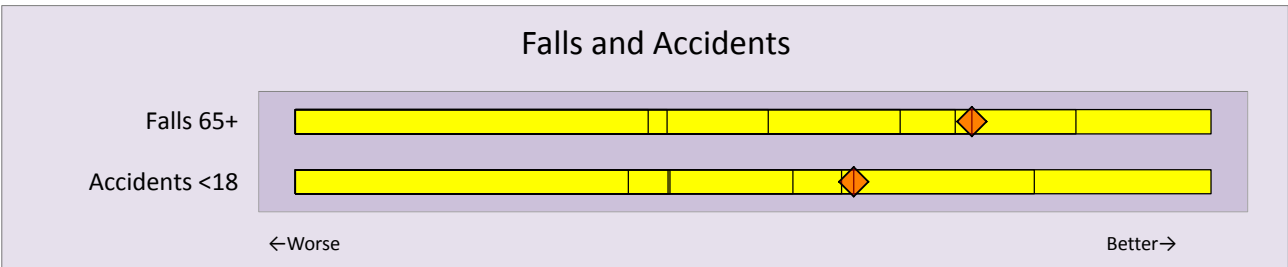 Falls and Accidents
Falls 65+
Accidents <18
←Worse Better→